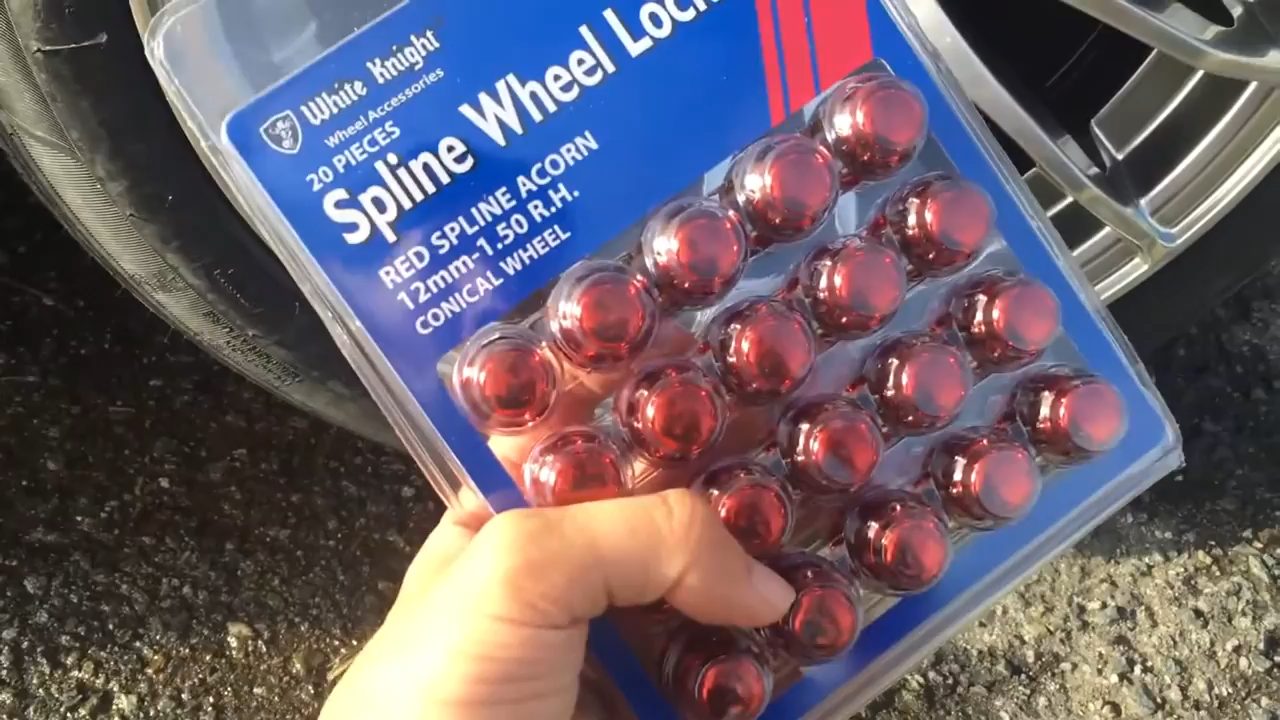 White Knight
Wheel Accessories
20 PIECES
Spline Wheel Lock
RED SPLINE ACORN
12mm-1.50 R.H.
CONICAL WHEEL